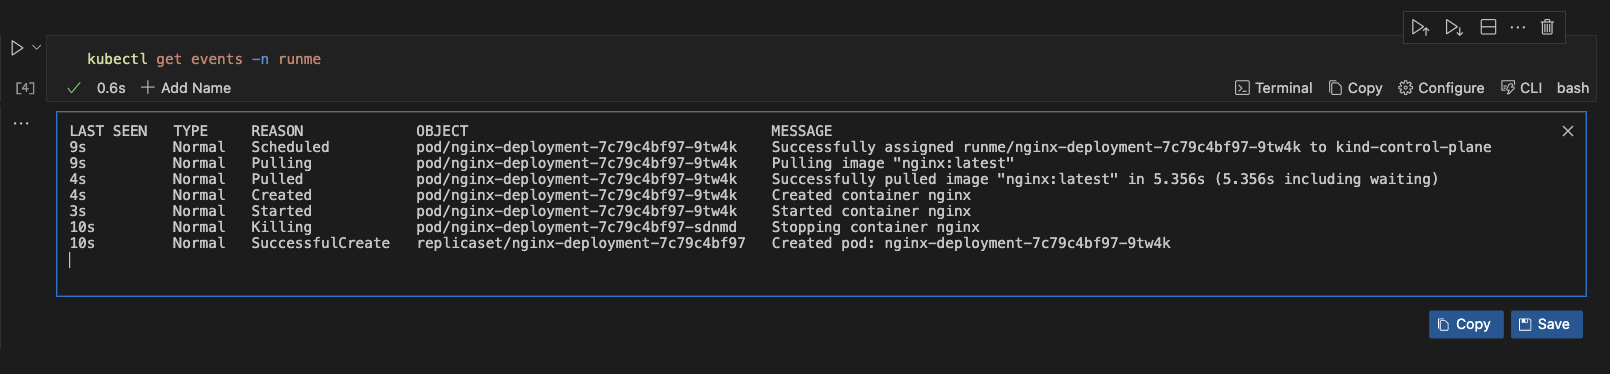 kubectl get events -n runme
[4]
0.6s Add Name Terminal Copy Configure CLI bash
LAST SEEN TYPE REASON OBJECT MESSAGE
9s Normal Scheduled pod/nginx-deployment-7c79c4bf97-9tw4k Successfully assigned runme/nginx-deployment-7c79c4bf97-9tw4k to kind-control-plane
9s Normal Pulling pod/nginx-deployment-7c79c4bf97-9tw4k Pulling image "nginx:latest"
4s Normal Pulled pod/nginx-deployment-7c79c4bf97-9tw4k Successfully pulled image "nginx:latest" in 5.356s (5.356s including waiting)
4s Normal Created pod/nginx-deployment-7c79c4bf97-9tw4k Created container nginx
3s Normal Started pod/nginx-deployment-7c79c4bf97-9tw4k Started container nginx
10s Normal Killing pod/nginx-deployment-7c79c4bf97-sdnmd Stopping container nginx
10s Normal SuccessfulCreate replicaset/nginx-deployment-7c79c4bf97 Created pod: nginx-deployment-7c79c4bf97-9tw4k
Copy Save